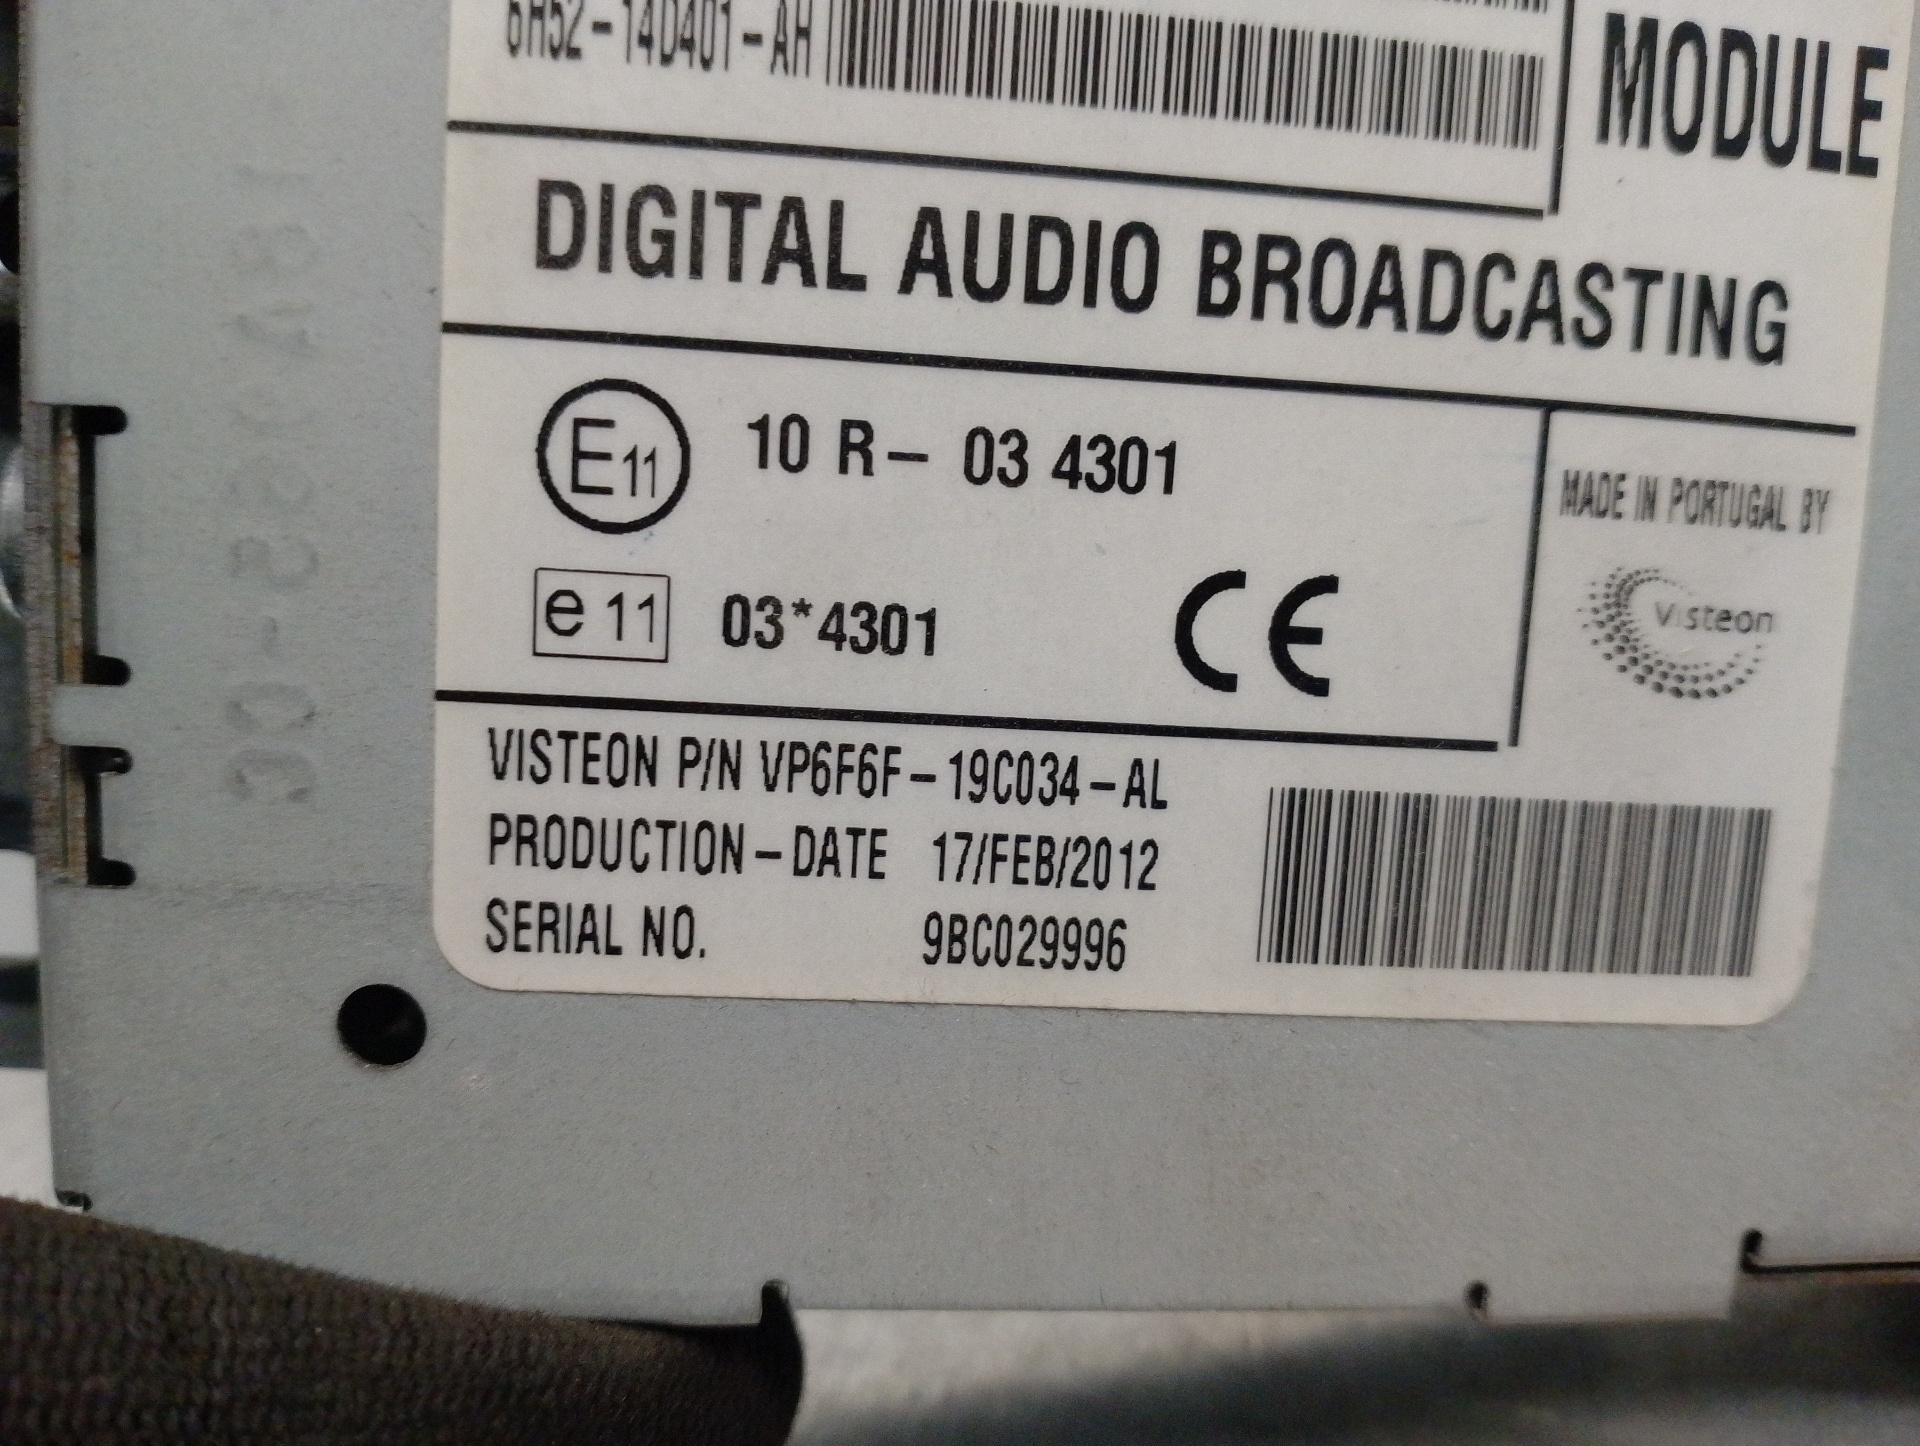 6H52-14D401-AH
MODULE
DIGITAL AUDIO BROADCASTING
E11 10 R- 03 4301
MADE IN PORTUGAL BY
Visteon
e 11 03*4301 CE
VISTEON P/N VP6F6F-19C034-AL
PRODUCTION-DATE 17/FEB/2012
SERIAL NO. 9BC029996